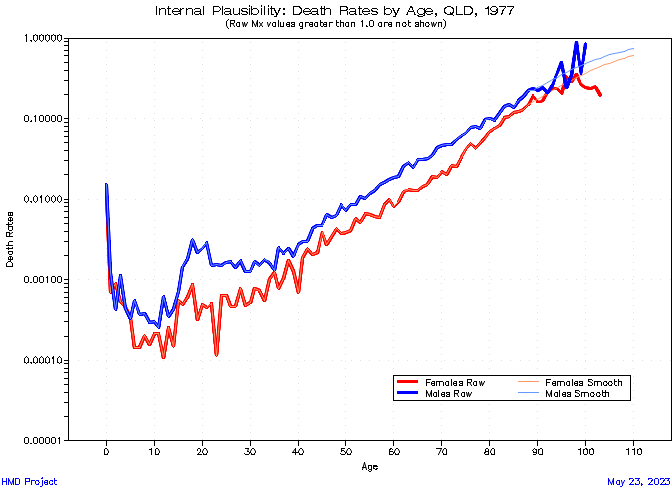 Internal Plausibility: Death Rates by Age, QLD, 1977
(Raw Mx values greater than 1.0 are not shown)
1.00000
0.10000
0.01000
0.00100
0.00010
0.00001
Death Rates
Females Raw Females Smooth
Males Raw Males Smooth
0 10 20 30 40 50 60 70 80 90 100 110
Age
HMD Project May 23, 2023